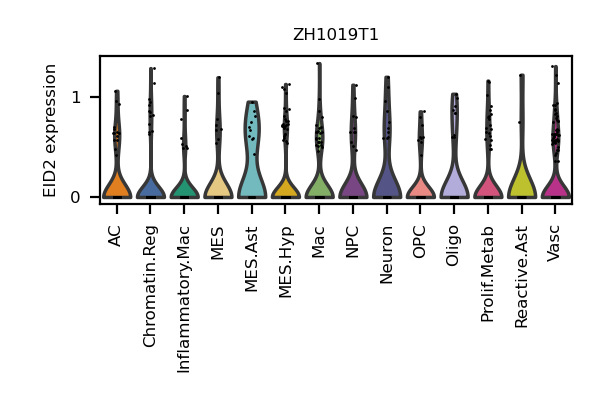 ZH1019T1
EID2 expression
1
0
AC
Chromatin.Reg
Inflammatory.Mac
MES
MES.Ast
MES.Hyp
Mac
NPC
Neuron
OPC
Oligo
Prolif.Metab
Reactive.Ast
Vasc